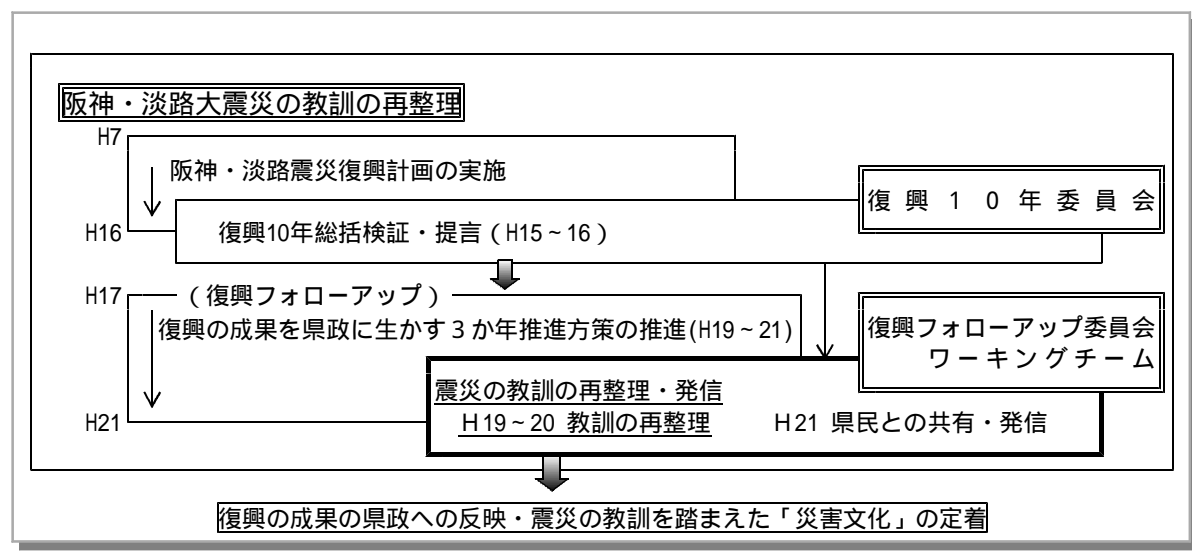 阪神・淡路大震災の教訓の再整理
H7
阪神・淡路震災復興計画の実施
復興10年委員会
H16
復興10年総括検証・提言（H15~16）
H17
（復興フォローアップ）
復興の成果を県政に生かす３か年推進方策の推進(H19~21)
復興フォローアップ委員会
ワーキングチーム
震災の教訓の再整理・発信
H19~20 教訓の再整理
H21 県民との共有・発信
H21
復興の成果の県政への反映・震災の教訓を踏まえた「災害文化」の定着